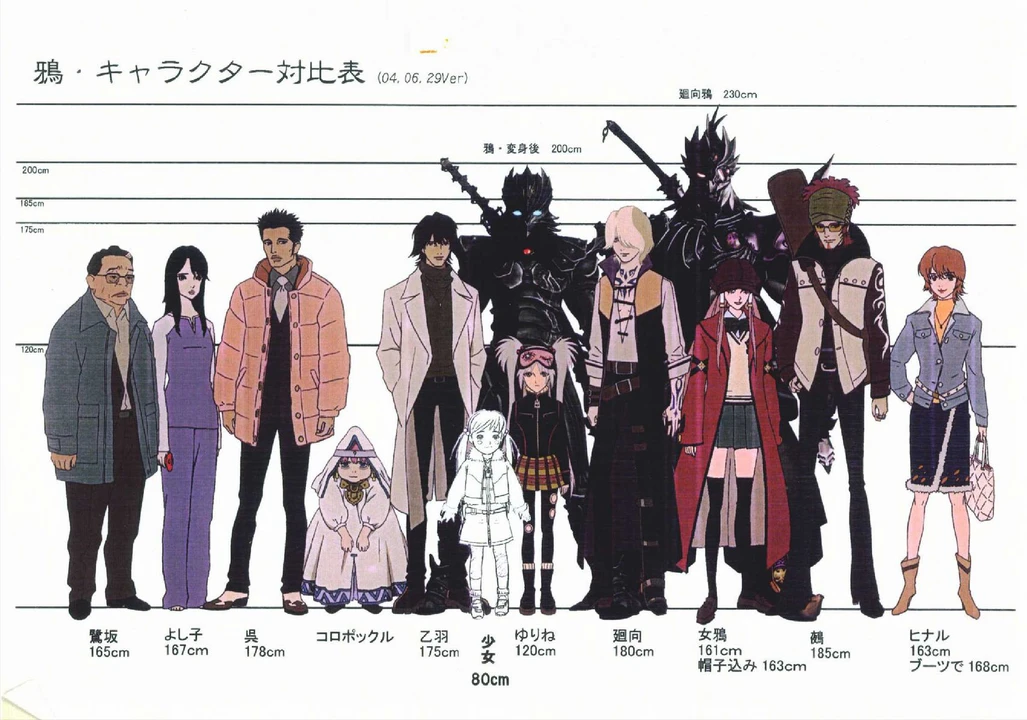 鴉・キャラクター対比表 (04.06.29Ver)
廻向鴉 230cm
鴉・変身後 200cm
200cm
185cm
175cm
120cm
鷺坂
165cm
よし子
167cm
呉
178cm
コロポックル
乙羽
175cm
少女
80cm
ゆりね
120cm
廻向
180cm
女鴉
161cm
帽子込み 163cm
鵺
185cm
ヒナル
163cm
ブーツで 168cm